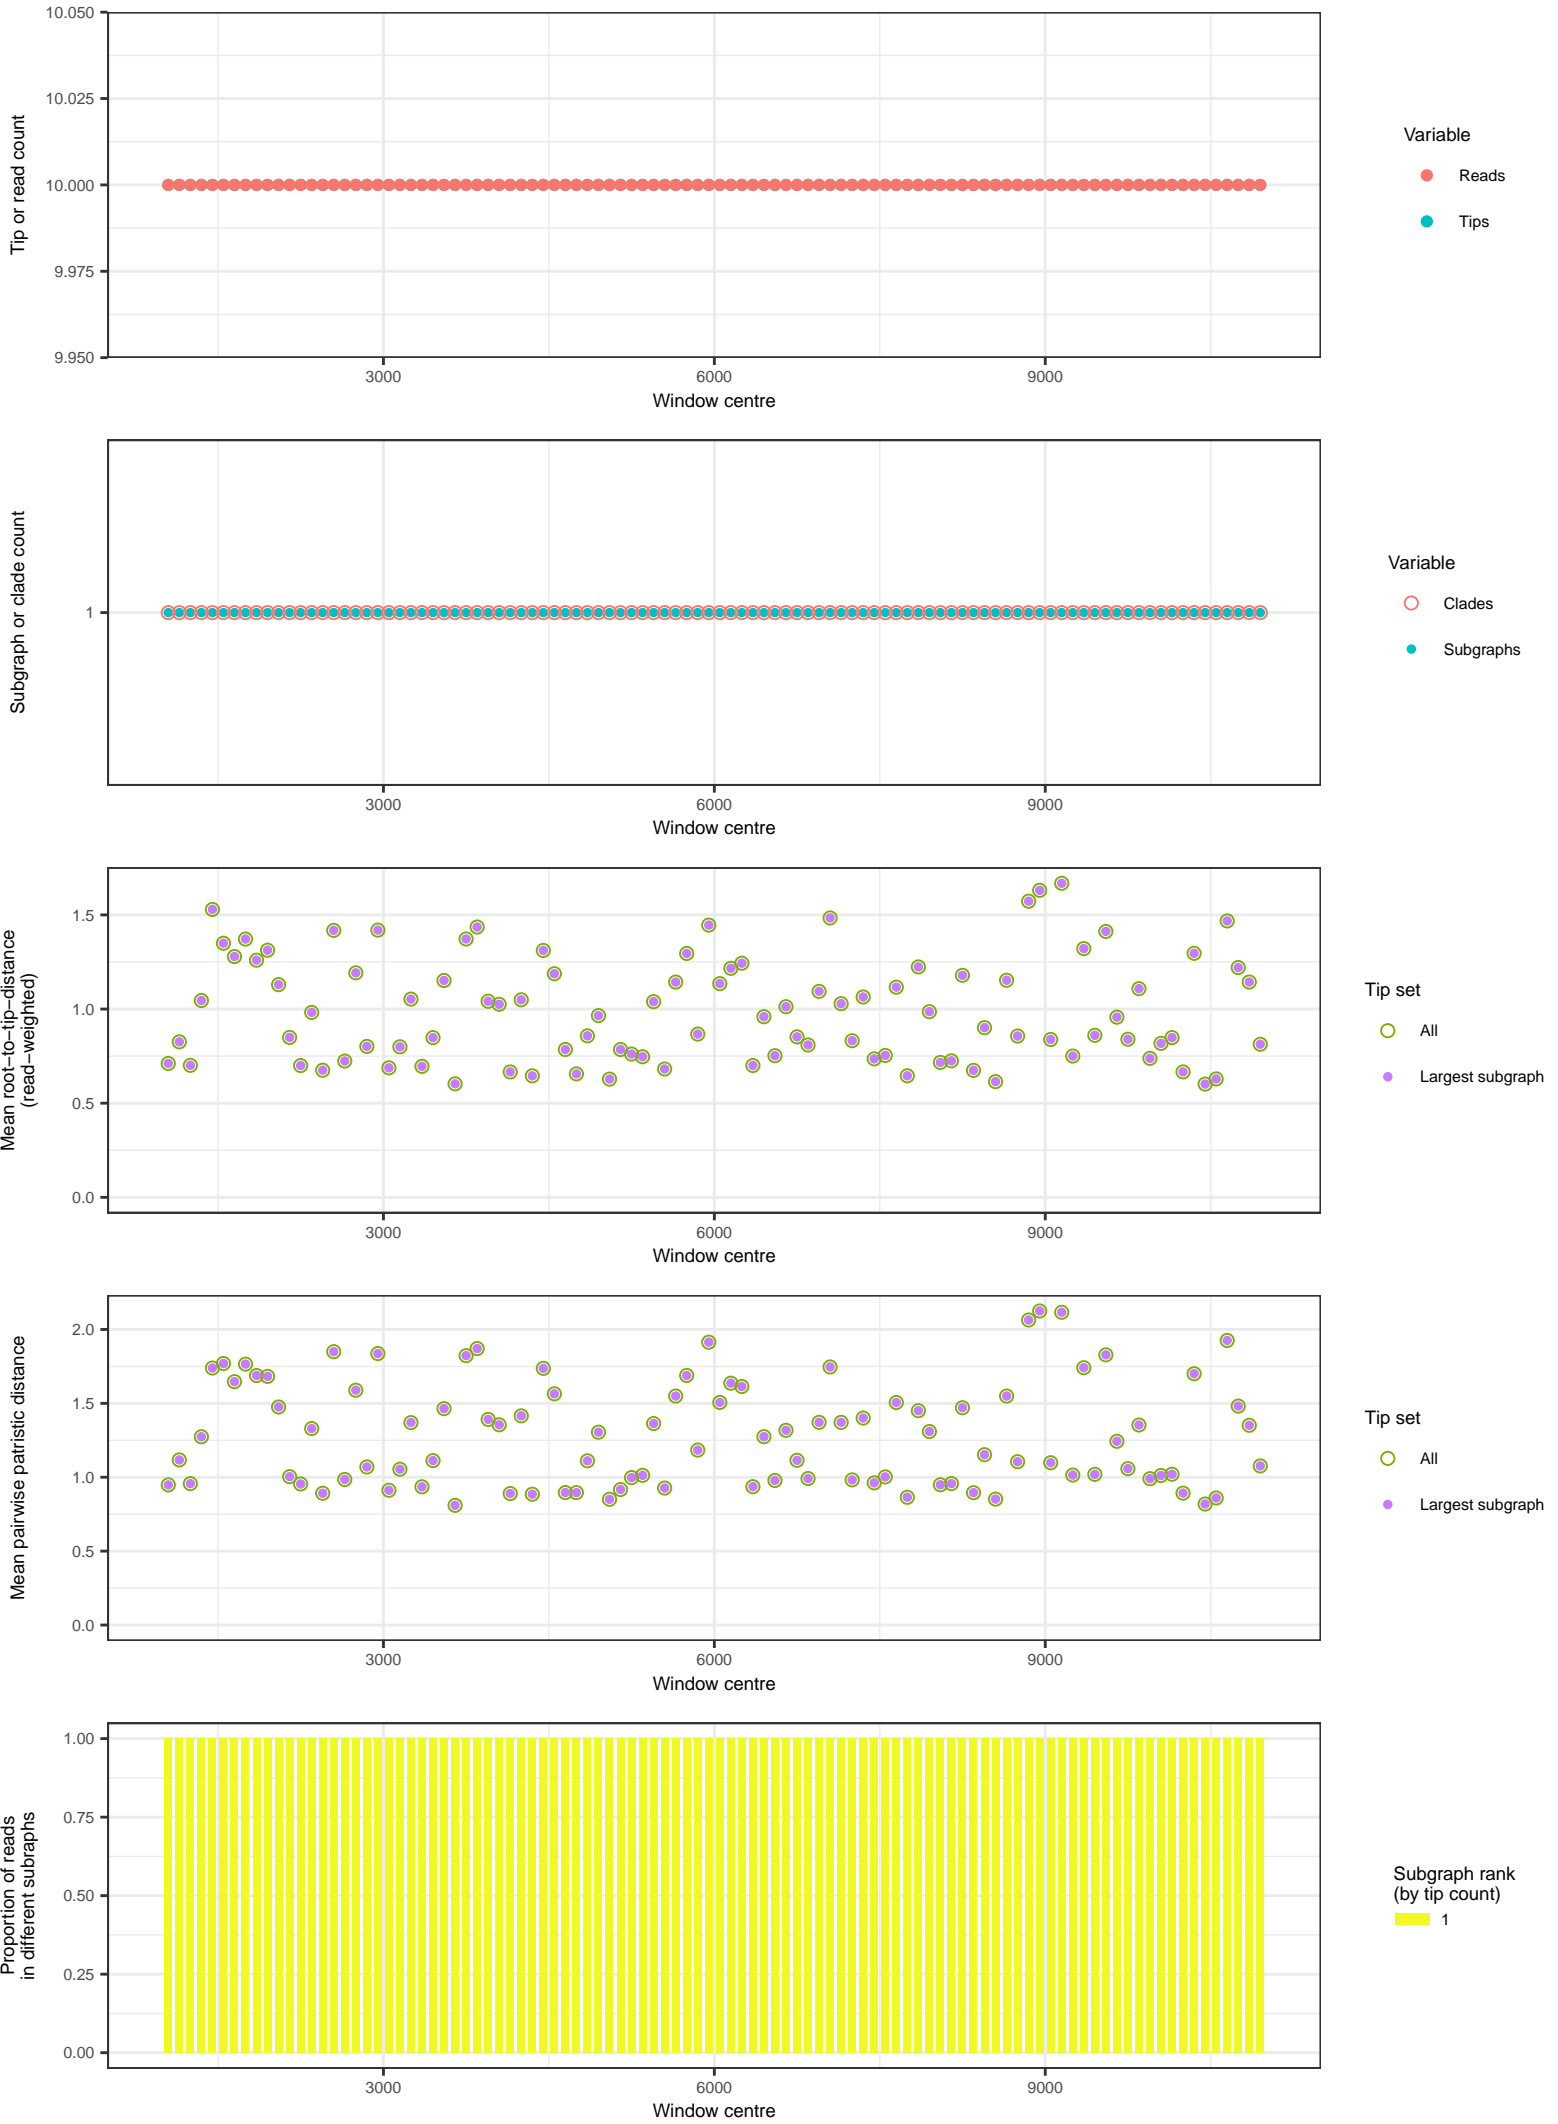 10.050
10.025
10.000
9.975
9.950
Tip or read count
3000 6000 9000
Window centre
Variable
Reads
Tips
1
Subgraph or clade count
3000 6000 9000
Window centre
Variable
Clades
Subgraphs
1.5
1.0
0.5
0.0
Mean root−to−tip−distance
(read−weighted)
3000 6000 9000
Window centre
Tip set
All
Largest subgraph
2.0
1.5
1.0
0.5
0.0
Mean pairwise patristic distance
3000 6000 9000
Window centre
Tip set
All
Largest subgraph
1.00
0.75
0.50
0.25
0.00
Proportion of reads
in different subraphs
3000 6000 9000
Window centre
Subgraph rank
(by tip count)
1